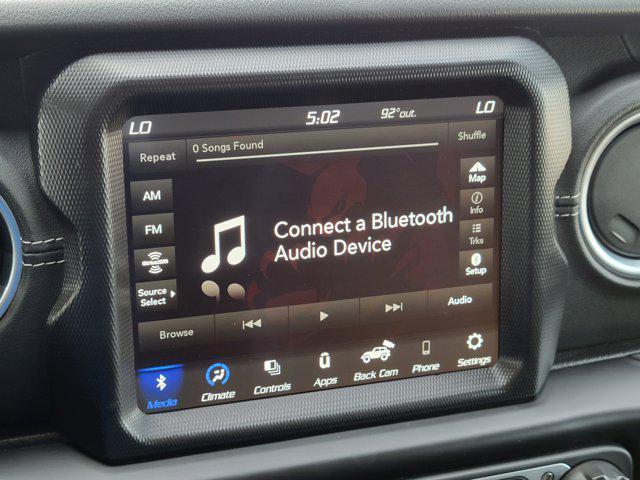 LO 5:02 92°out. LO
Repeat 0 Songs Found Shuffle
AM
FM
SiriusXM
Source
Select
Connect a Bluetooth
Audio Device
Map
Info
Trks
Setup
Browse Audio
Media Climate Controls Apps Back Cam Phone Settings